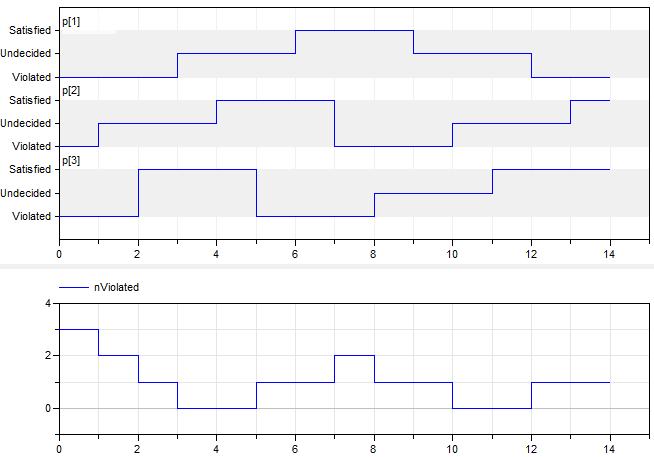 p[1]
Satisfied
Undecided
Violated
p[2]
Satisfied
Undecided
Violated
p[3]
Satisfied
Undecided
Violated
0 2 4 6 8 10 12 14
nViolated
4
2
0
0 2 4 6 8 10 12 14